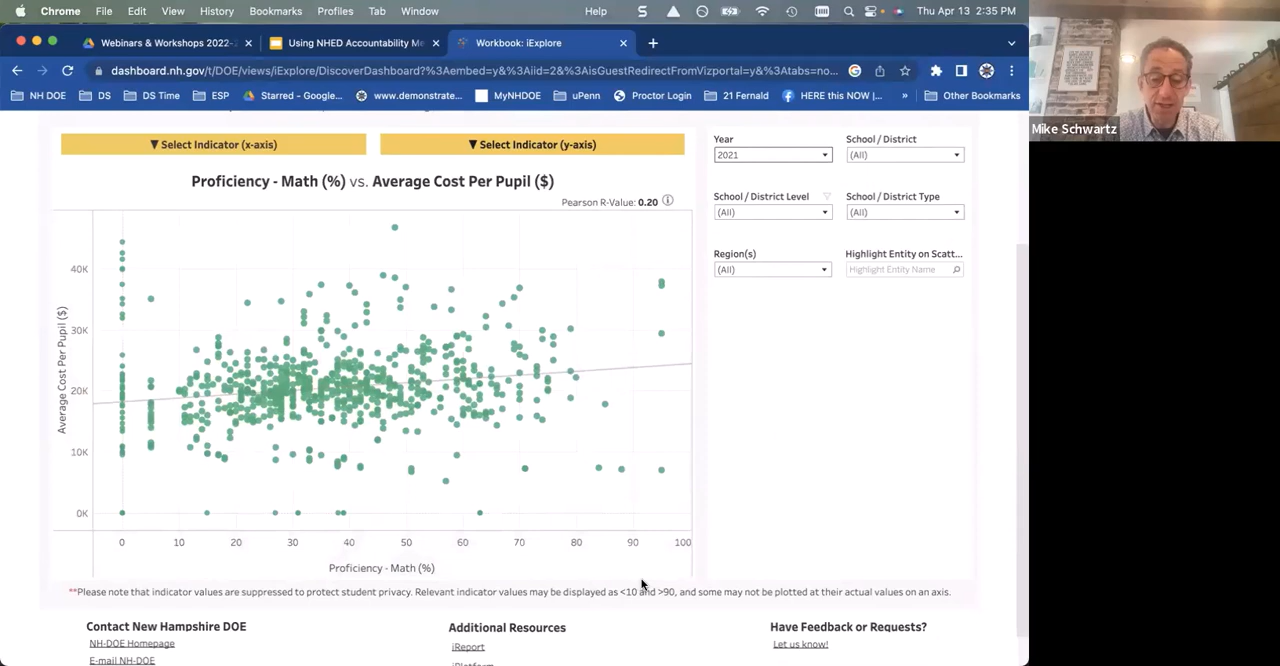 Chrome File Edit View History Bookmarks Profiles Tab Window Help Thu Apr 13 2:35 PM
Webinars & Workshops 2022- Using NHED Accountability Me Workbook: iExplore
dashboard.nh.gov/t/DOE/views/iExplore/DiscoverDashboard?%3Aembed=y&%3Aiid=2&%3AisGuestRedirectFromVizportal=y&%3Atabs=no...
NH DOE DS DS Time ESP Starred - Google... www.demonstrate... MyNHDOE uPenn Proctor Login 21 Fernald HERE this NOW |... » Other Bookmarks
Mike Schwartz
▼ Select Indicator (x-axis) ▼ Select Indicator (y-axis)
Proficiency - Math (%) vs. Average Cost Per Pupil ($)
Pearson R-Value: 0.20
Year School / District
2021 (All)
School / District Level School / District Type
(All) (All)
Region(s) Highlight Entity on Scatt...
(All) Highlight Entity Name
Average Cost Per Pupil ($)
40K
30K
20K
10K
0K
0 10 20 30 40 50 60 70 80 90 100
Proficiency - Math (%)
**Please note that indicator values are suppressed to protect student privacy. Relevant indicator values may be displayed as <10 and >90, and some may not be plotted at their actual values on an axis.
Contact New Hampshire DOE Additional Resources Have Feedback or Requests?
NH-DOE Homepage iReport Let us know!
E-mail NH-DOE iPlatform